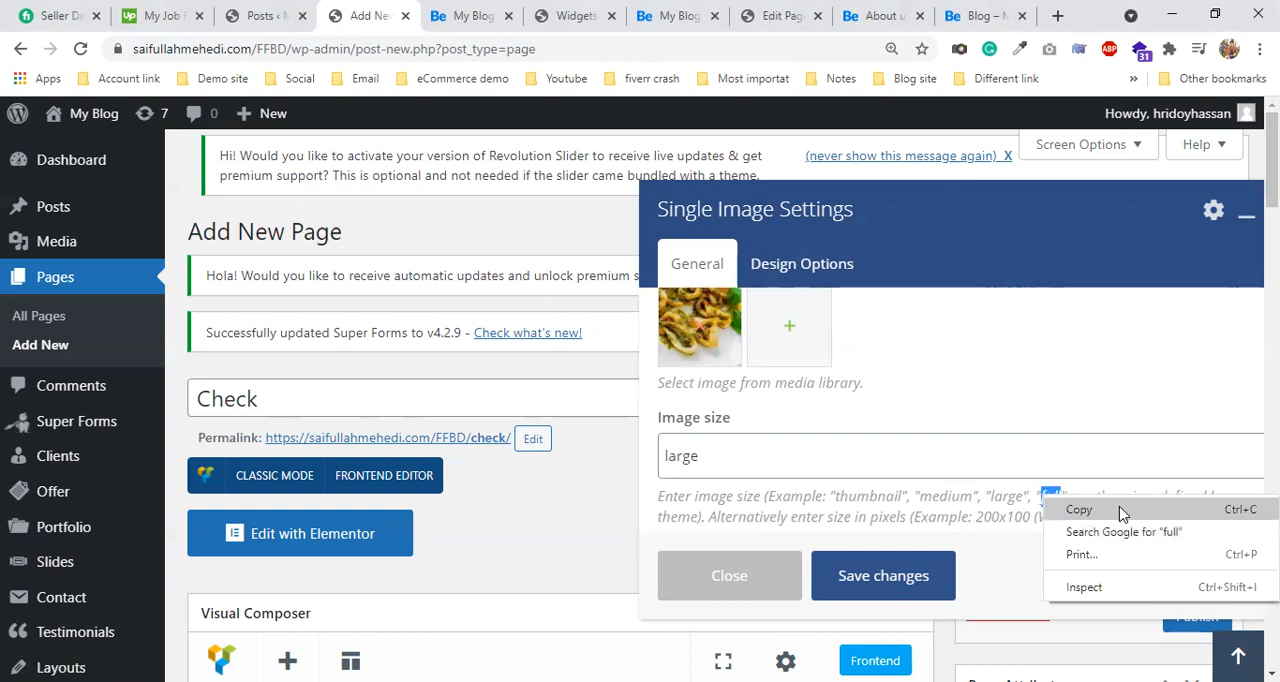 Seller Da
My Job F
Posts ‹ M
Add New
My Blog
Widgets
My Blog
Edit Pag
About u
Blog – M
saifullahmehedi.com/FFBD/wp-admin/post-new.php?post_type=page
31
Apps
Account link
Demo site
Social
Email
eCommerce demo
Youtube
fiverr crash
Most importat
Notes
Blog site
Different link
»
Other bookmarks
My Blog
7
0
New
Howdy, hridoyhassan
Dashboard
Posts
Media
Pages
All Pages
Add New
Comments
Super Forms
Clients
Offer
Portfolio
Slides
Contact
Testimonials
Layouts
Screen Options
Help
Hi! Would you like to activate your version of Revolution Slider to receive live updates & get
premium support? This is optional and not needed if the slider came bundled with a theme.
(never show this message again) X
Add New Page
Hola! Would you like to receive automatic updates and unlock premium s
Successfully updated Super Forms to v4.2.9 - Check what's new!
Check
Permalink: https://saifullahmehedi.com/FFBD/check/ Edit
CLASSIC MODE
FRONTEND EDITOR
Edit with Elementor
Visual Composer
Frontend
Single Image Settings
General
Design Options
Select image from media library.
Image size
large
Enter image size (Example: "thumbnail", "medium", "large", "full"
theme). Alternatively enter size in pixels (Example: 200x100 (W
Close
Save changes
Copy Ctrl+C
Search Google for "full"
Print... Ctrl+P
Inspect Ctrl+Shift+I